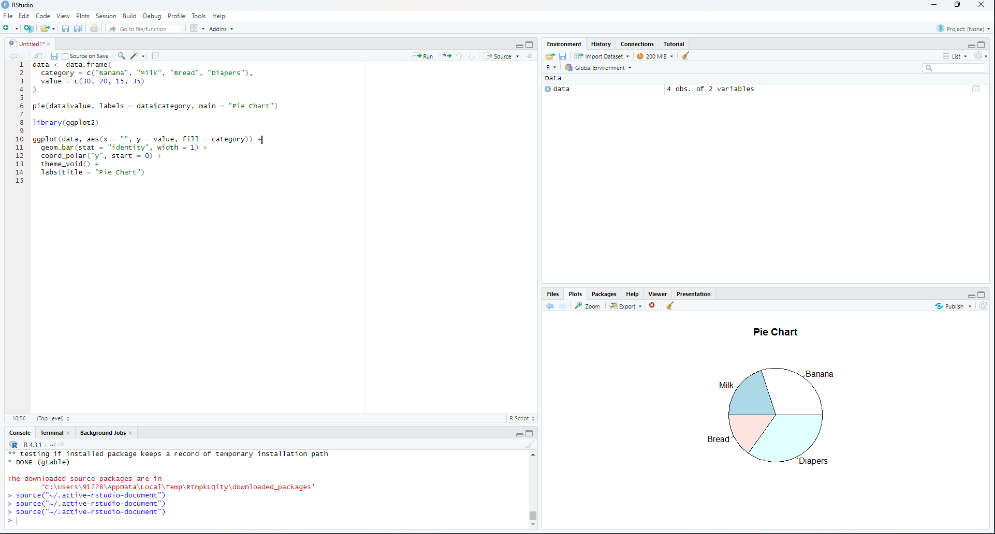 RStudio
File Edit Code View Plots Session Build Debug Profile Tools Help
Go to file/function Addins Project: (None)
Untitled1*
Source on Save Run Source
1 data <- data.frame(
2 category = c("Banana", "Milk", "Bread", "Diapers"),
3 value = c(30, 20, 15, 35)
4 )
5
6 pie(data$value, labels = data$category, main = "Pie Chart")
7
8 library(ggplot2)
9
10 ggplot(data, aes(x = "", y = value, fill = category)) +
11 geom_bar(stat = "identity", width = 1) +
12 coord_polar("y", start = 0) +
13 theme_void() +
14 labs(title = "Pie Chart")
15
10:56 (Top Level) R Script
Console Terminal Background Jobs
R 4.3.1 · ~/
** testing if installed package keeps a record of temporary installation path
* DONE (gtable)
The downloaded source packages are in
> source("~/.active-rstudio-document")
> source("~/.active-rstudio-document")
> source("~/.active-rstudio-document")
>
Environment History Connections Tutorial
Import Dataset 200 MiB List
R Global Environment
Data
data 4 obs. of 2 variables
Files Plots Packages Help Viewer Presentation
Zoom Export Publish
Pie Chart
Banana
Milk
Bread
Diapers